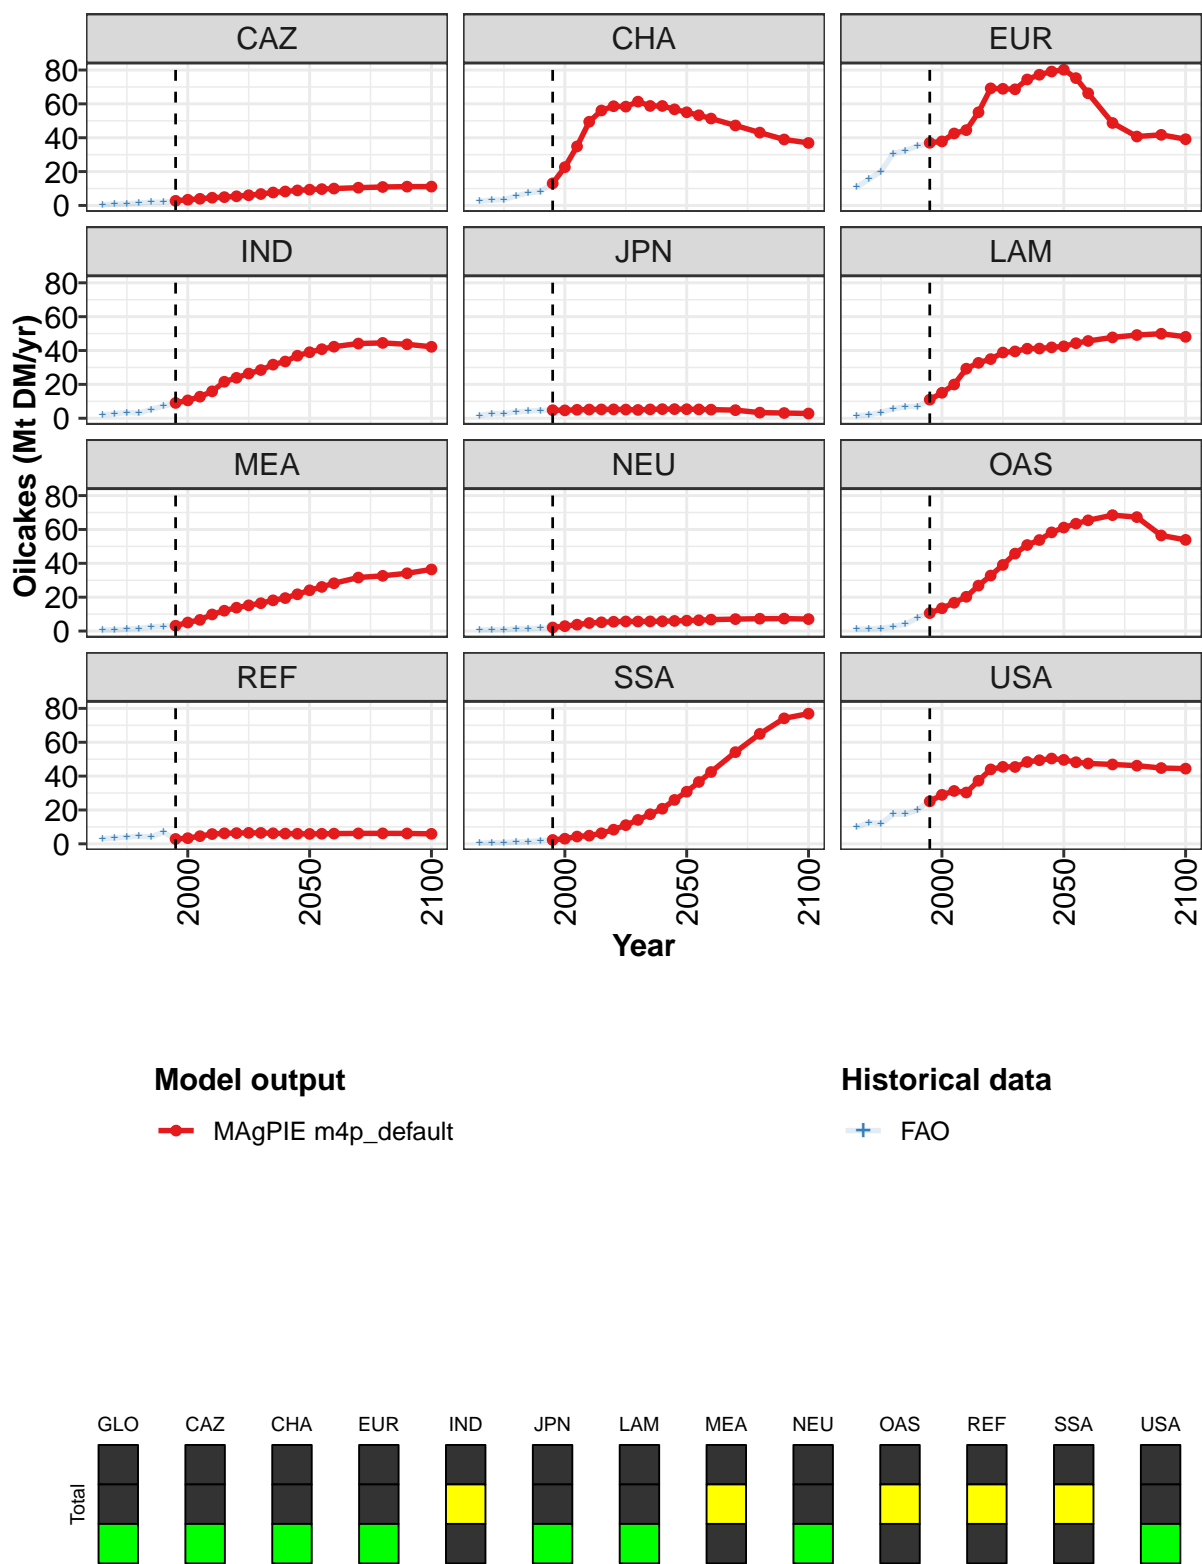 CAZ CHA EUR
80
60
40
20
0
IND JPN LAM
80
60
40
20
0
MEA NEU OAS
80
60
40
20
0
REF SSA USA
80
60
40
20
0
Oilcakes (Mt DM/yr)
2000 2050 2100 2000 2050 2100 2000 2050 2100
Year
Model output Historical data
MAgPIE m4p_default FAO
GLO CAZ CHA EUR IND JPN LAM MEA NEU OAS REF SSA USA
Total